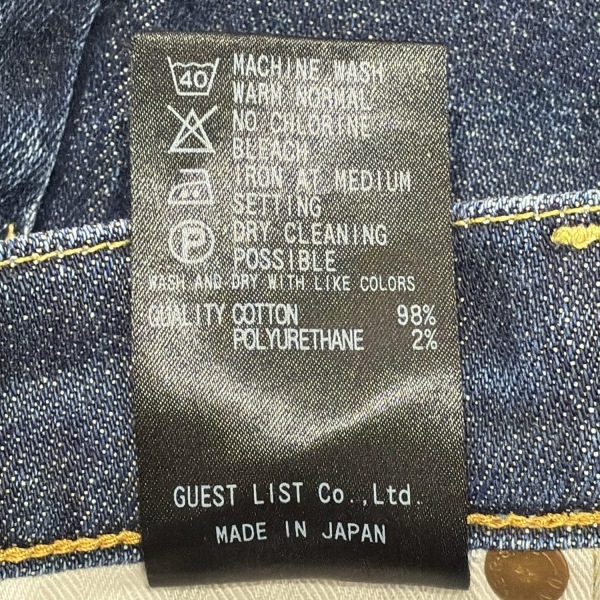 40
MACHINE WASH
WARM NORMAL
NO CHLORINE
BLEACH
IRON AT MEDIUM
SETTING
P
DRY CLEANING
POSSIBLE
WASH AND DRY WITH LIKE COLORS
QUALITY COTTON 98%
POLYURETHANE 2%
GUEST LIST Co.,Ltd.
MADE IN JAPAN